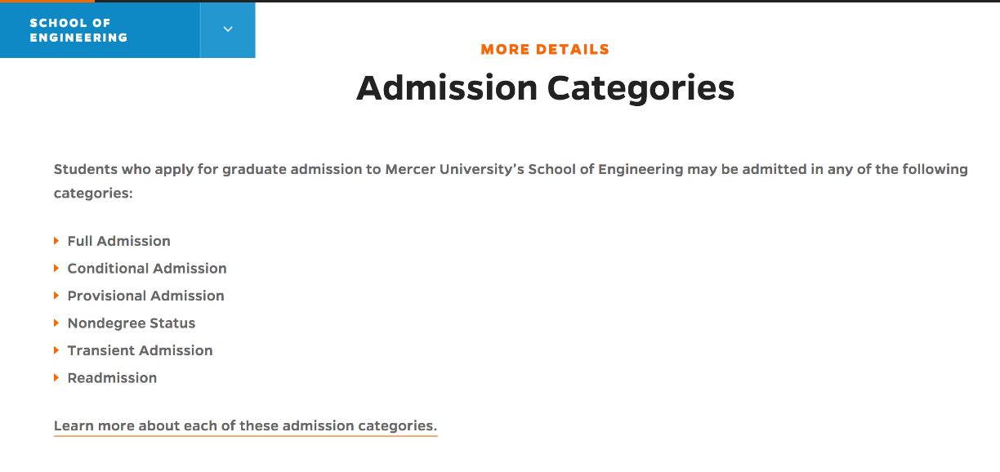 SCHOOL OF
ENGINEERING
MORE DETAILS
Admission Categories
Students who apply for graduate admission to Mercer University’s School of Engineering may be admitted in any of the following
categories:
Full Admission
Conditional Admission
Provisional Admission
Nondegree Status
Transient Admission
Readmission
Learn more about each of these admission categories.